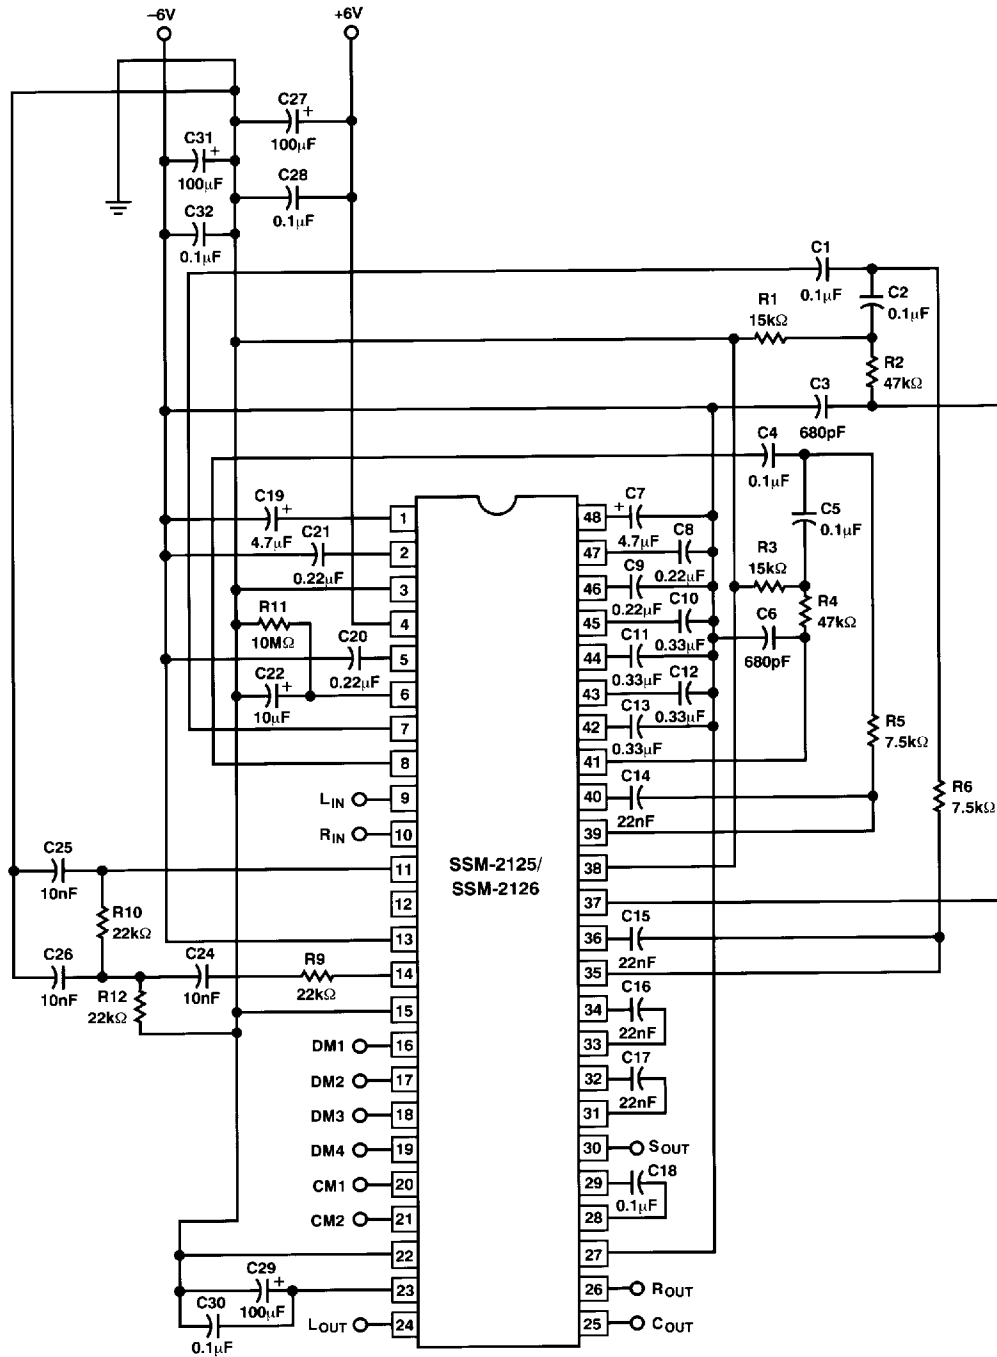 –6V
+6V
C27
+
100μF
C31
+
100μF
C28
0.1μF
C32
0.1μF
C1
0.1μF
C2
0.1μF
R1
15kΩ
R2
47kΩ
C3
680pF
C4
0.1μF
C5
0.1μF
R3
15kΩ
R4
47kΩ
C6
680pF
C19
+
4.7μF
C21
0.22μF
R11
10MΩ
C20
0.22μF
C22
+
10μF
LIN
RIN
C25
10nF
R10
22kΩ
C26
10nF
R12
22kΩ
C24
10nF
R9
22kΩ
DM1
DM2
DM3
DM4
CM1
CM2
C29
+
100μF
C30
0.1μF
LOUT
1
2
3
4
5
6
7
8
9
10
11
12
13
14
15
16
17
18
19
20
21
22
23
24
SSM-2125/
SSM-2126
48
47
46
45
44
43
42
41
40
39
38
37
36
35
34
33
32
31
30
29
28
27
26
25
+
C7
4.7μF
C8
0.22μF
C9
0.22μF
C10
0.33μF
C11
0.33μF
C12
0.33μF
C13
0.33μF
C14
22nF
R5
7.5kΩ
R6
7.5kΩ
C15
22nF
C16
22nF
C17
22nF
SOUT
C18
0.1μF
ROUT
COUT